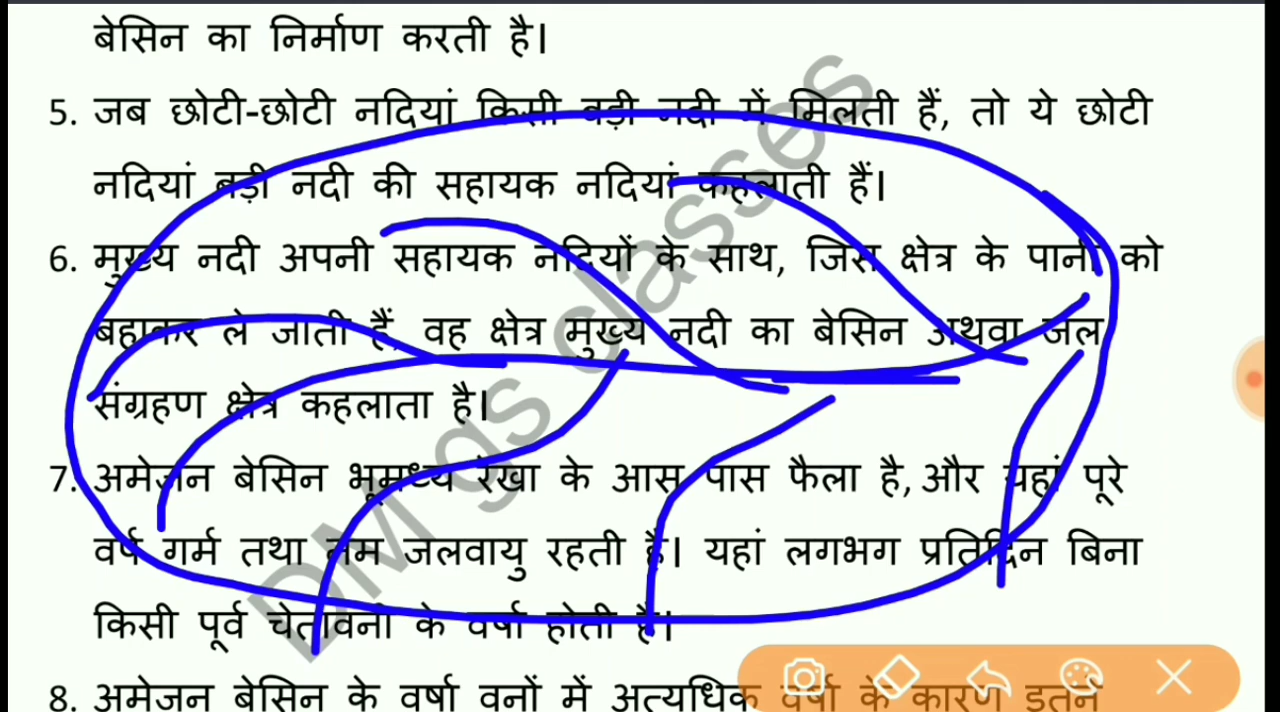 बेसिन का निर्माण करती है।
5. जब छोटी-छोटी नदियां किसी बड़ी नदी में मिलती हैं, तो ये छोटी
नदियां बड़ी नदी की सहायक नदियां कहलाती हैं।
6. मुख्य नदी अपनी सहायक नदियों के साथ, जिस क्षेत्र के पानी को
बहाकर ले जाती हैं, वह क्षेत्र मुख्य नदी का बेसिन अथवा जल
संग्रहण क्षेत्र कहलाता है।
7. अमेजन बेसिन भूमध्य रेखा के आस पास फैला है, और यहां पूरे
वर्ष गर्म तथा नम जलवायु रहती है। यहां लगभग प्रतिदिन बिना
किसी पूर्व चेतावनी के वर्षा होती है।
8. अमेजन बेसिन के वर्षा वनों में अत्यधिक वर्षा के कारण इतने
DM gs classes